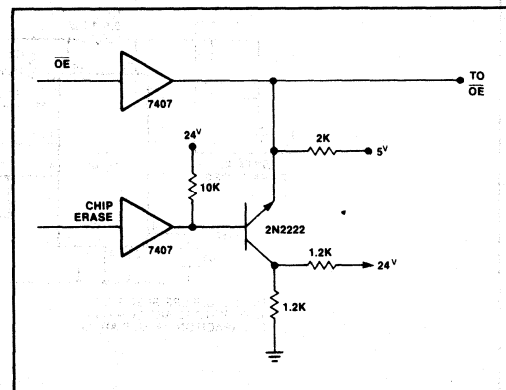 OE
TO
OE
7407
2K
5V
24V
10K
CHIP
ERASE
2N2222
7407
1.2K
24V
1.2K